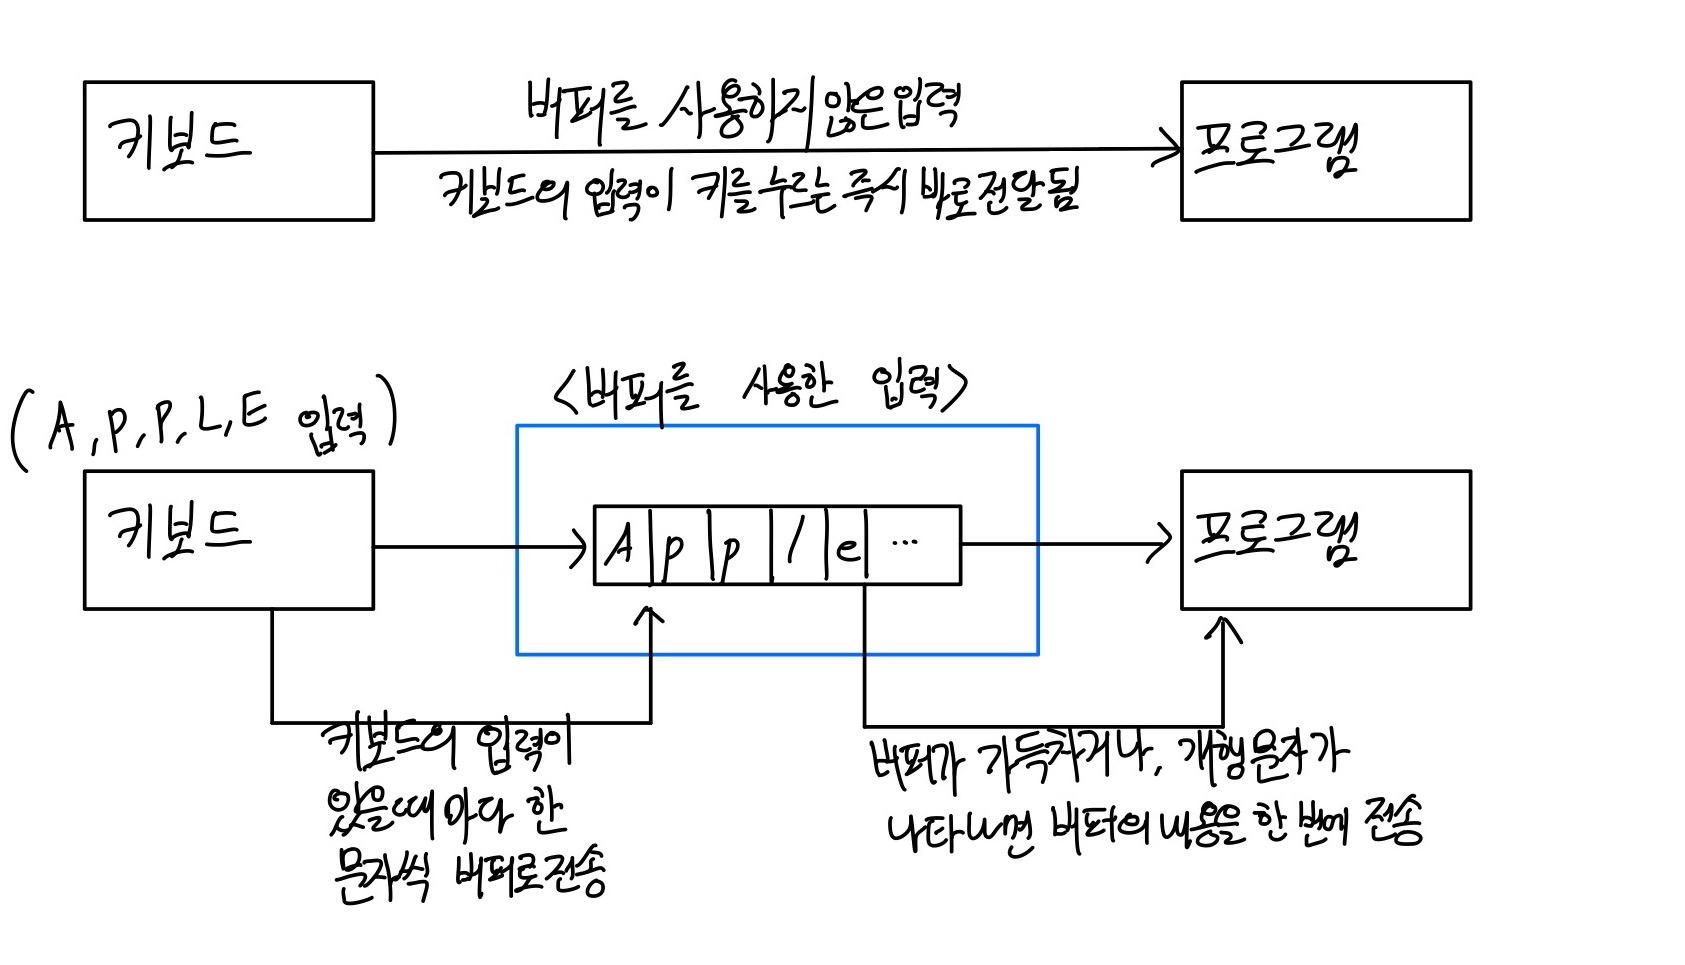 키보드
버퍼를 사용하지않은입력
프로그램
키보드의 입력이 키를누르는 즉시 바로전달됨
<버퍼를 사용한 입력>
(A, P, P, L, E 입력)
키보드
A|p|p|l|e|...
프로그램
키보드의 입력이
있을때 마다 한
문자씩 버퍼로전송
버퍼가 가득차거나, 개행문자가
나타나면 버퍼의 내용을 한 번에 전송